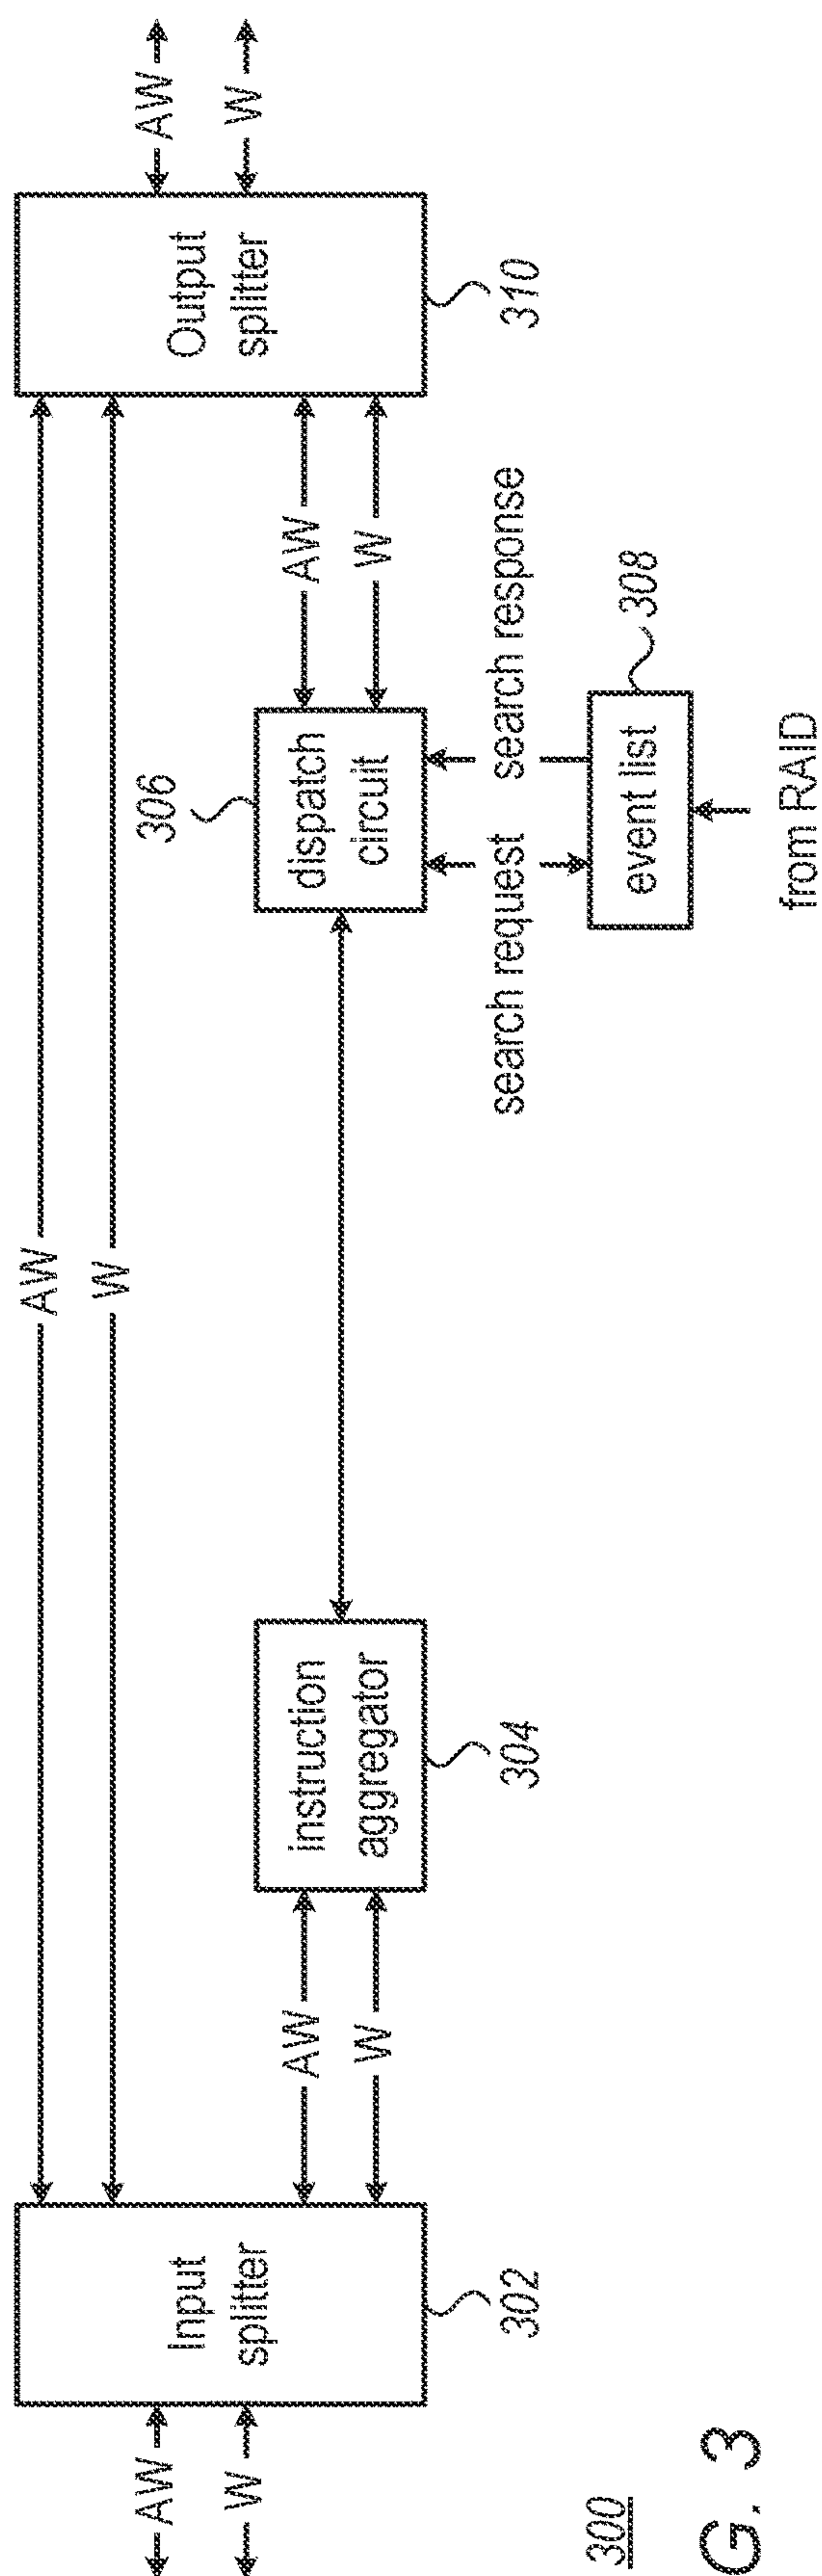 AW
W
Input
splitter
302
AW
W
AW
W
instruction
aggregator
304
306
dispatch
circuit
search request
search response
event list
308
from RAID
AW
W
Output
splitter
310
AW
W
300
G. 3